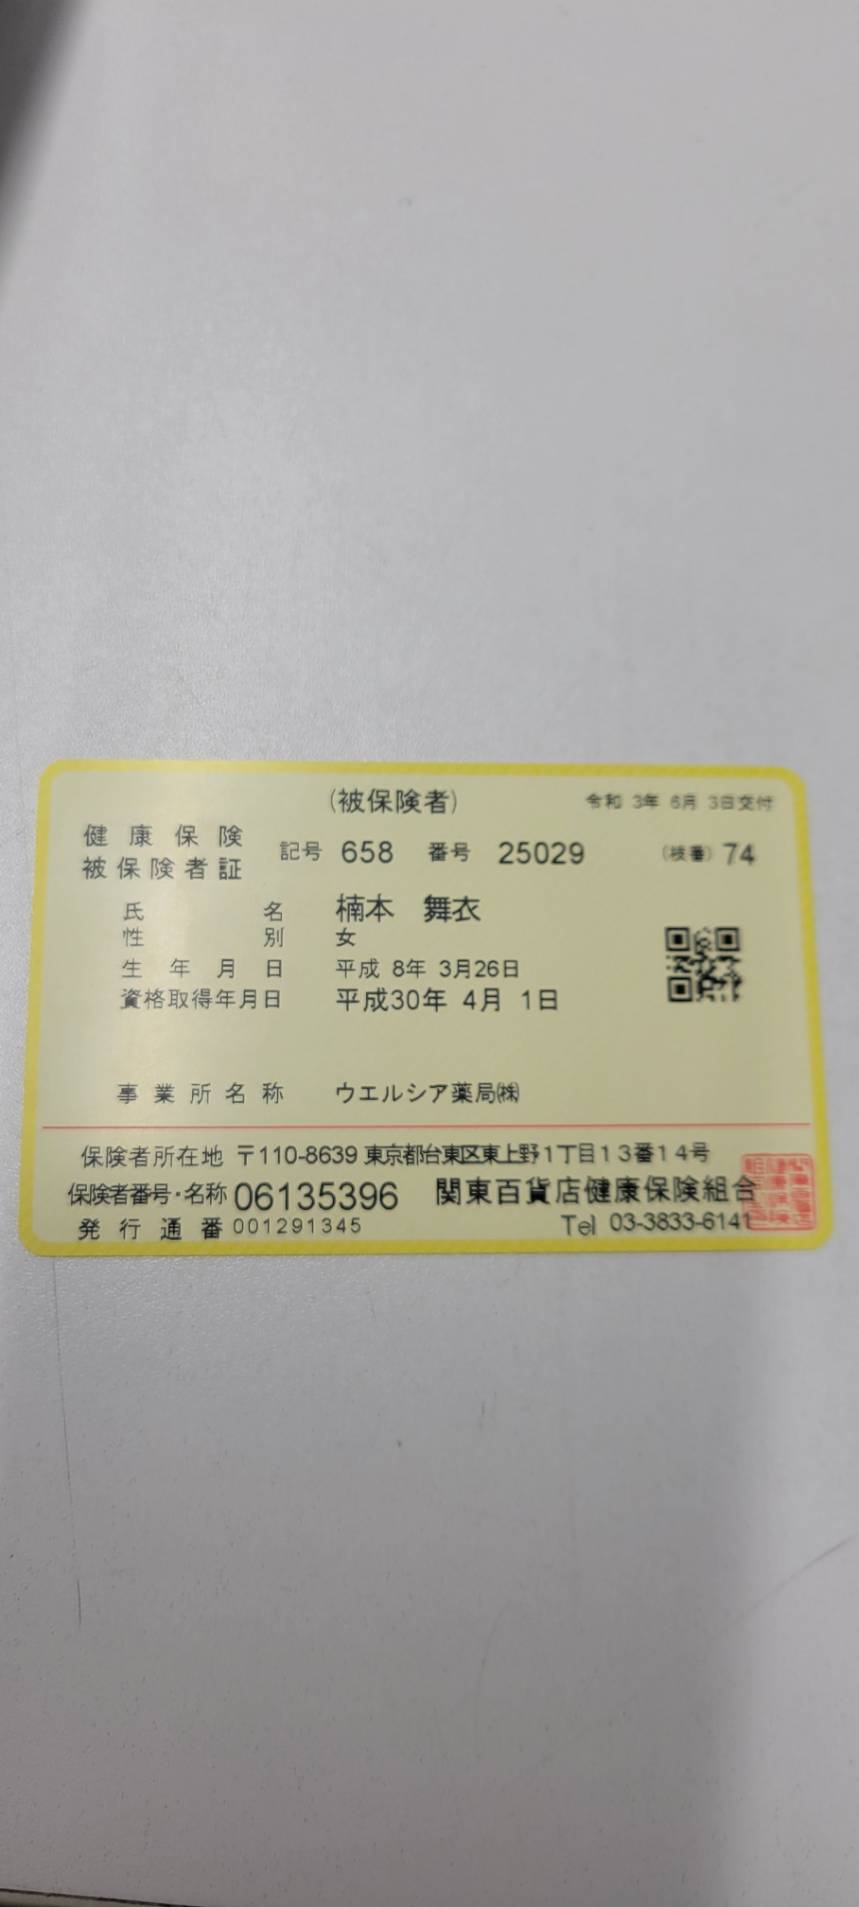 (被保険者)
令和 3年 6月 3日交付
健康保険
被保険者証
記号 658 番号 25029 (枝番) 74
氏名 楠本 舞衣
性別 女
生年月日 平成 8年 3月26日
資格取得年月日 平成30年 4月 1日
事業所名称 ウエルシア薬局㈱
保険者所在地 〒110-8639 東京都台東区東上野1丁目13番14号
保険者番号・名称 06135396 関東百貨店健康保険組合
発行通番 001291345 Tel 03-3833-6141